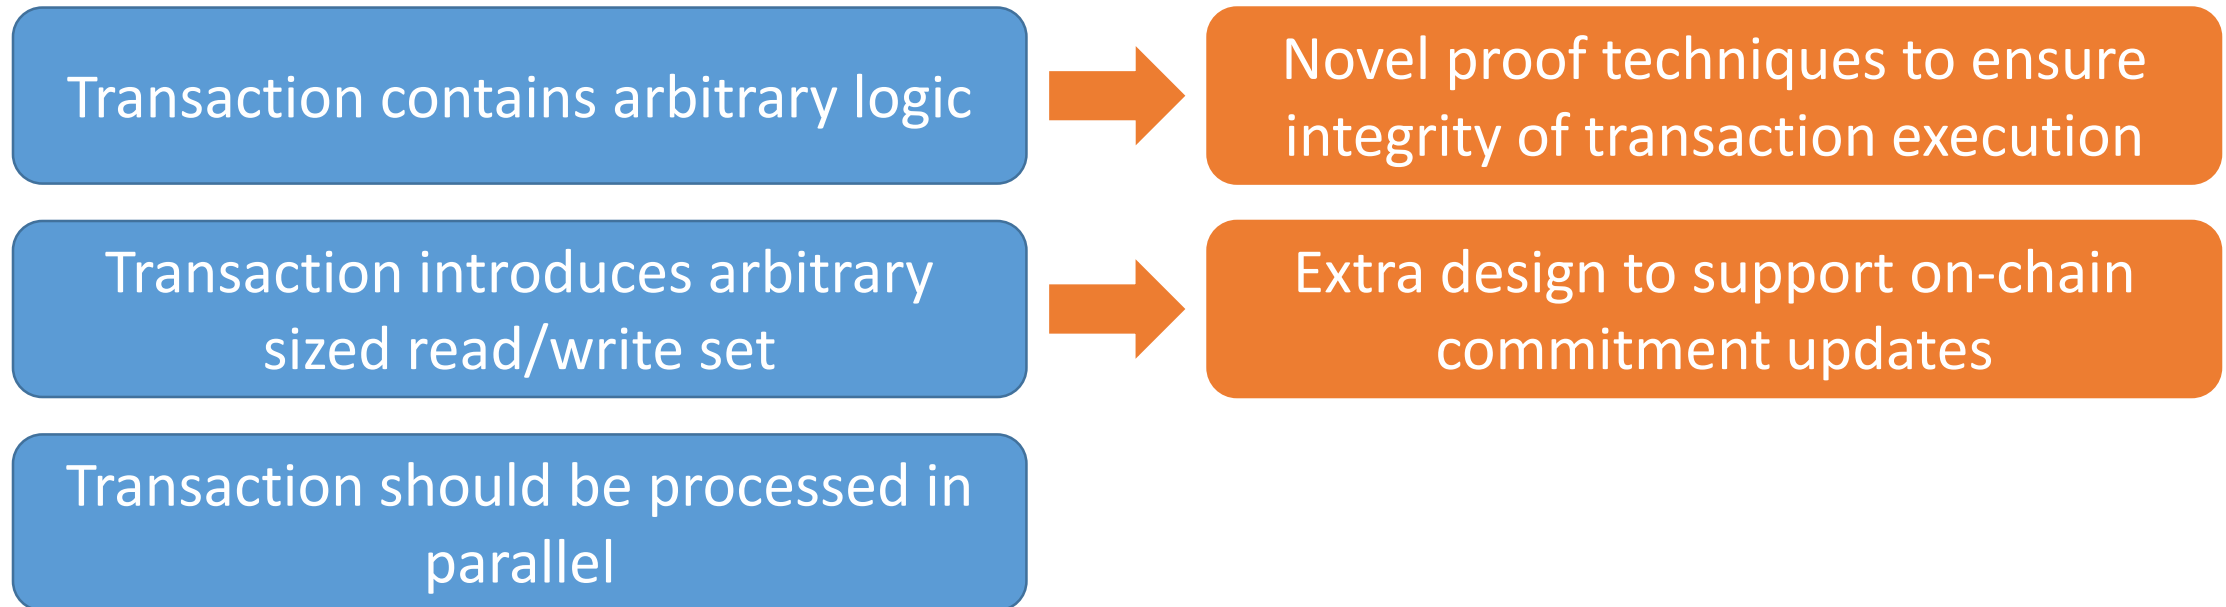 Transaction contains arbitrary logic
Novel proof techniques to ensure
integrity of transaction execution
Transaction introduces arbitrary
sized read/write set
Extra design to support on-chain
commitment updates
Transaction should be processed in
parallel